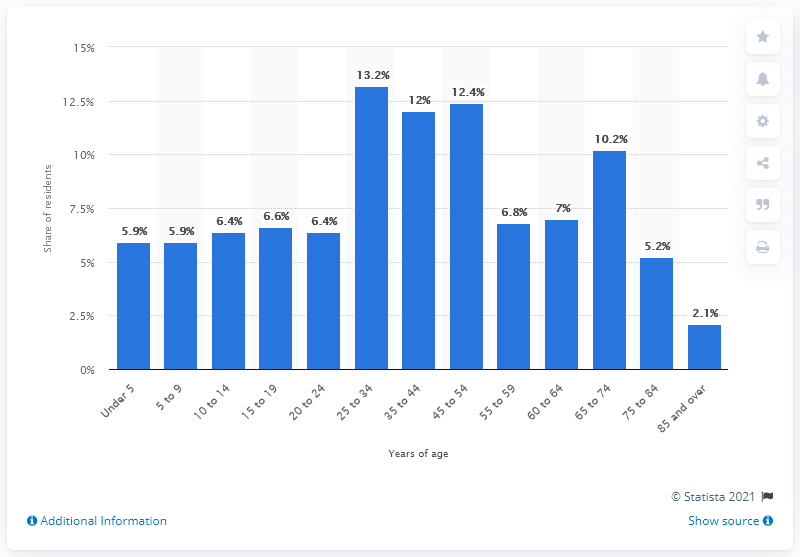 15%
12.5%
10%
7.5%
5%
2.5%
0%
Share of residents
5.9%
5.9%
6.4%
6.6%
6.4%
13.2%
12%
12.4%
6.8%
7%
10.2%
5.2%
2.1%
Under 5
5 to 9
10 to 14
15 to 19
20 to 24
25 to 34
35 to 44
45 to 54
55 to 59
60 to 64
65 to 74
75 to 84
85 and over
Years of age
© Statista 2021
Additional Information
Show source